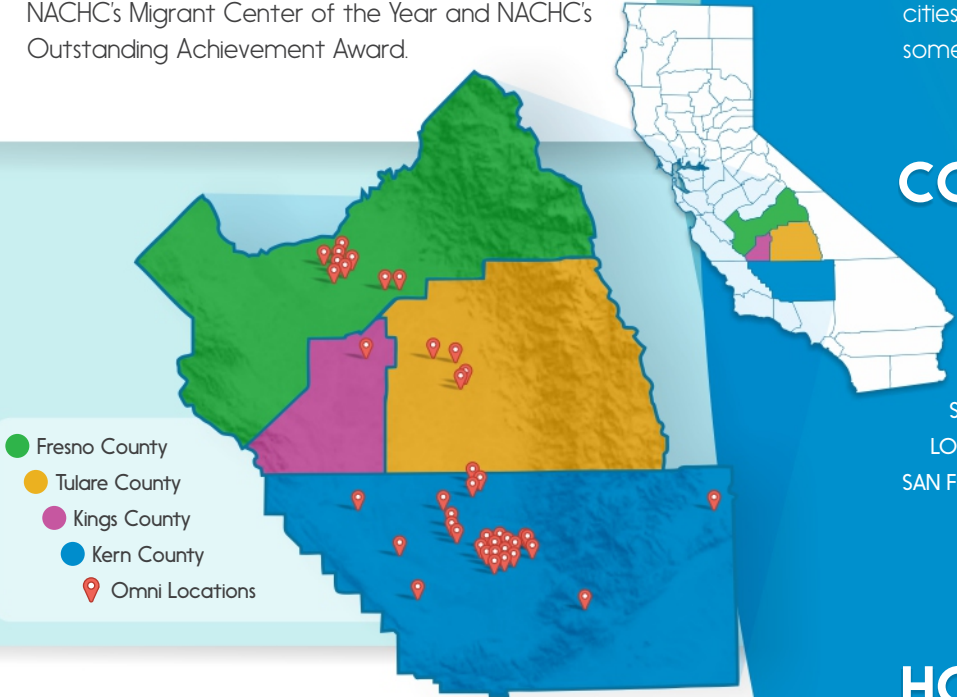 NACHC's Migrant Center of the Year and NACHC's
Outstanding Achievement Award.
cities
some
CO
S
LO
SAN F
Fresno County
Tulare County
Kings County
Kern County
Omni Locations
HO